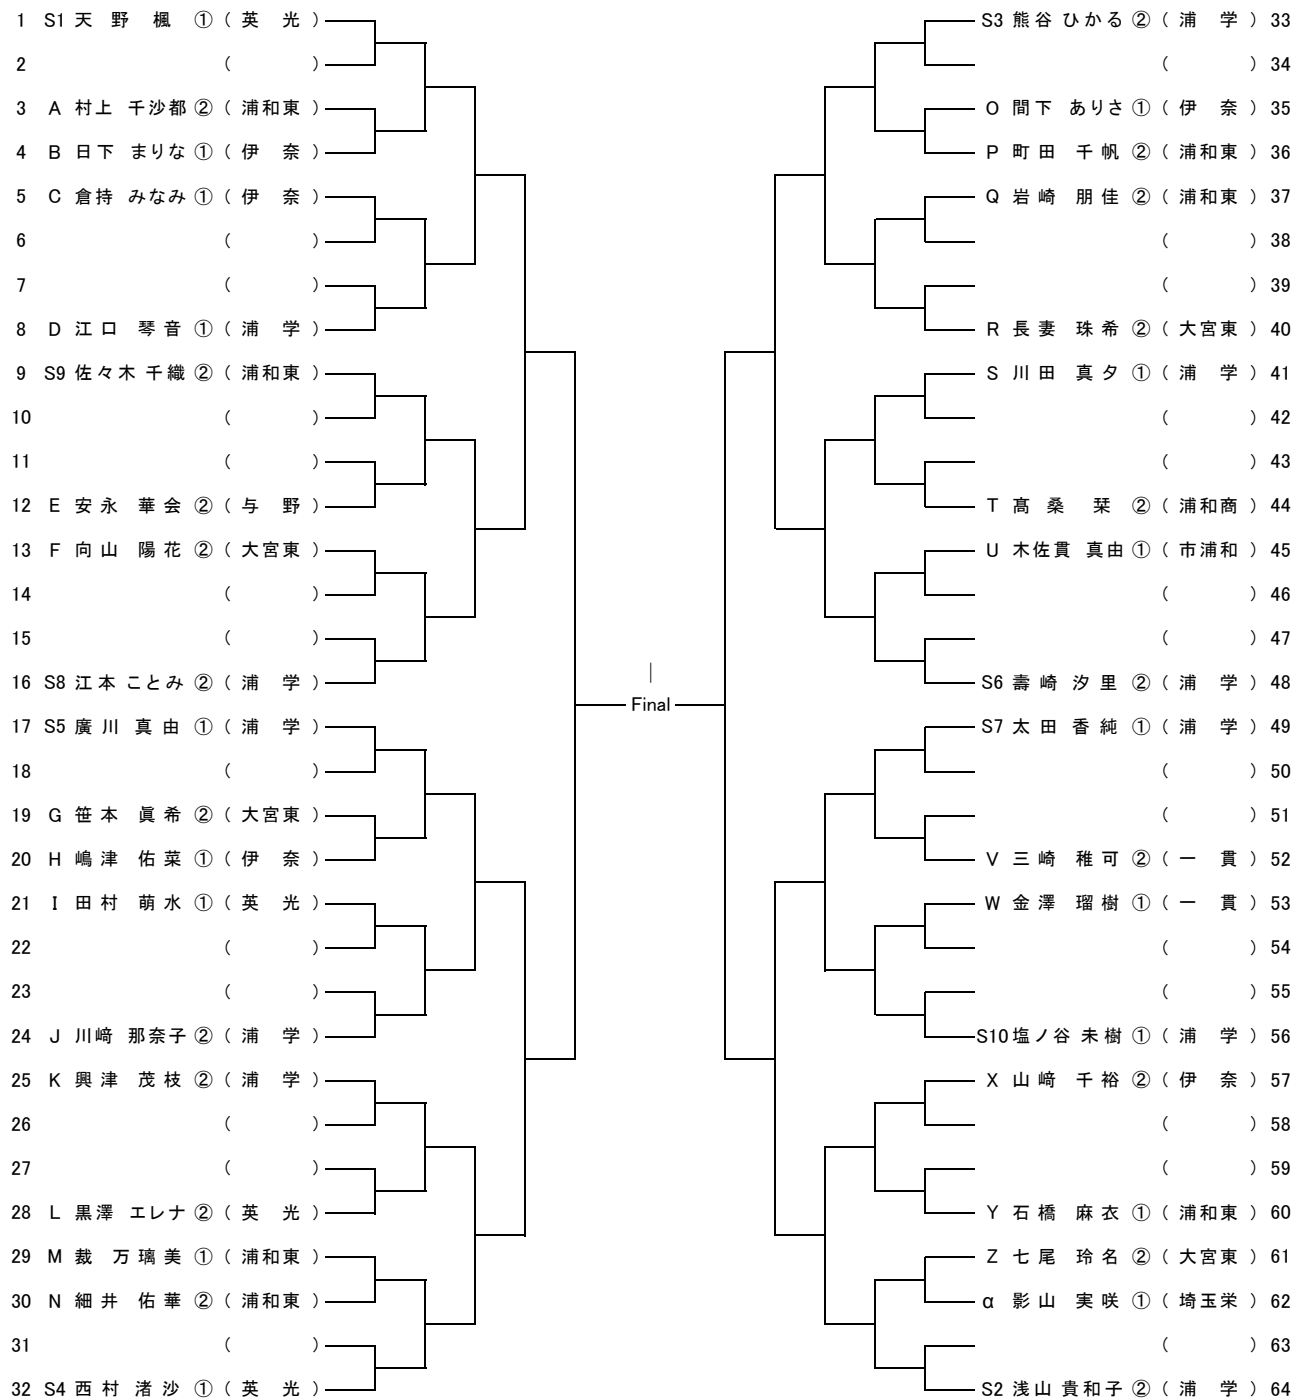 1 S1 天野 楓 ① ( 英 光 )
2 ( )
3 A 村上 千沙都 ② ( 浦和東 )
4 B 日下 まりな ① ( 伊 奈 )
5 C 倉持 みなみ ① ( 伊 奈 )
6 ( )
7 ( )
8 D 江口 琴音 ① ( 浦 学 )
9 S9 佐々木 千織 ② ( 浦和東 )
10 ( )
11 ( )
12 E 安永 華会 ② ( 与 野 )
13 F 向山 陽花 ② ( 大宮東 )
14 ( )
15 ( )
16 S8 江本 ことみ ② ( 浦 学 )
17 S5 廣川 真由 ① ( 浦 学 )
18 ( )
19 G 笹本 眞希 ② ( 大宮東 )
20 H 嶋津 佑菜 ① ( 伊 奈 )
21 I 田村 萌水 ① ( 英 光 )
22 ( )
23 ( )
24 J 川﨑 那奈子 ② ( 浦 学 )
25 K 興津 茂枝 ② ( 浦 学 )
26 ( )
27 ( )
28 L 黒澤 エレナ ② ( 英 光 )
29 M 裁 万璃美 ① ( 浦和東 )
30 N 細井 佑華 ② ( 浦和東 )
31 ( )
32 S4 西村 渚沙 ① ( 英 光 )
Final
S3 熊谷 ひかる ② ( 浦 学 ) 33
( ) 34
O 間下 ありさ ① ( 伊 奈 ) 35
P 町田 千帆 ② ( 浦和東 ) 36
Q 岩崎 朋佳 ② ( 浦和東 ) 37
( ) 38
( ) 39
R 長妻 珠希 ② ( 大宮東 ) 40
S 川田 真夕 ① ( 浦 学 ) 41
( ) 42
( ) 43
T 髙桑 栞 ② ( 浦和商 ) 44
U 木佐貫 真由 ① ( 市浦和 ) 45
( ) 46
( ) 47
S6 壽崎 汐里 ② ( 浦 学 ) 48
S7 太田 香純 ① ( 浦 学 ) 49
( ) 50
( ) 51
V 三崎 稚可 ② ( 一 貫 ) 52
W 金澤 瑠樹 ① ( 一 貫 ) 53
( ) 54
( ) 55
S10 塩ノ谷 未樹 ① ( 浦 学 ) 56
X 山﨑 千裕 ② ( 伊 奈 ) 57
( ) 58
( ) 59
Y 石橋 麻衣 ① ( 浦和東 ) 60
Z 七尾 玲名 ② ( 大宮東 ) 61
α 影山 実咲 ① ( 埼玉栄 ) 62
( ) 63
S2 浅山 貴和子 ② ( 浦 学 ) 64